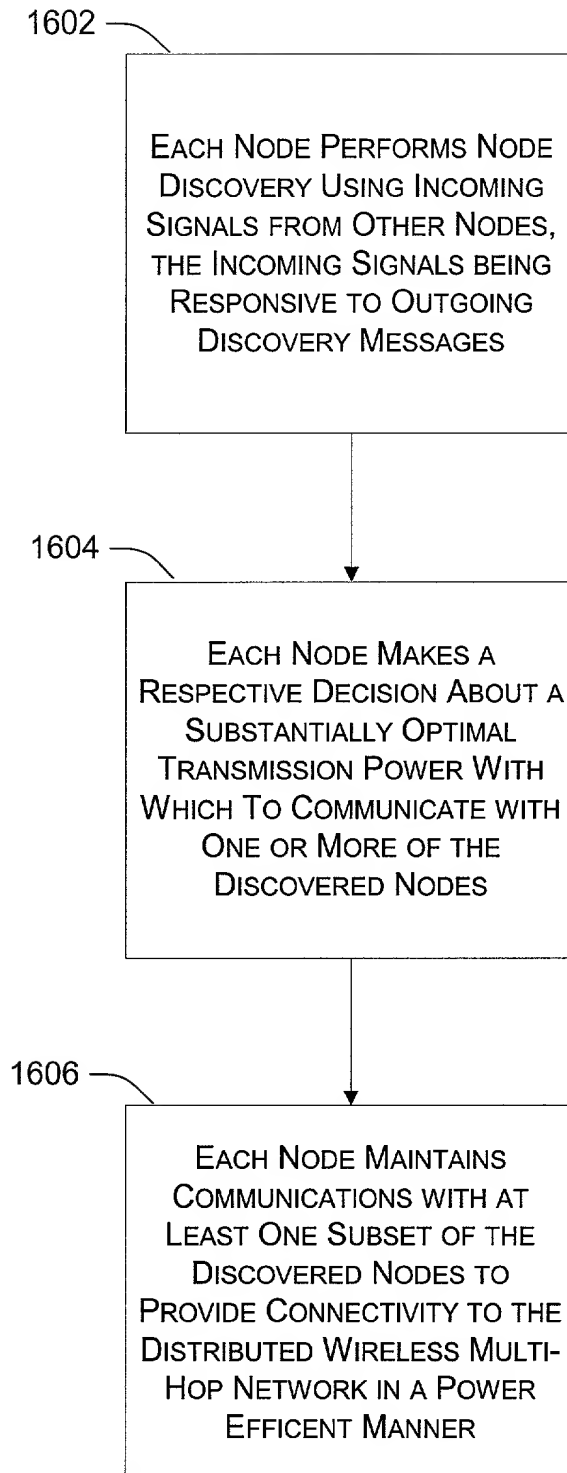 1602
EACH NODE PERFORMS NODE
DISCOVERY USING INCOMING
SIGNALS FROM OTHER NODES,
THE INCOMING SIGNALS BEING
RESPONSIVE TO OUTGOING
DISCOVERY MESSAGES
1604
EACH NODE MAKES A
RESPECTIVE DECISION ABOUT A
SUBSTANTIALLY OPTIMAL
TRANSMISSION POWER WITH
WHICH TO COMMUNICATE WITH
ONE OR MORE OF THE
DISCOVERED NODES
1606
EACH NODE MAINTAINS
COMMUNICATIONS WITH AT
LEAST ONE SUBSET OF THE
DISCOVERED NODES TO
PROVIDE CONNECTIVITY TO THE
DISTRIBUTED WIRELESS MULTI-
HOP NETWORK IN A POWER
EFFICENT MANNER